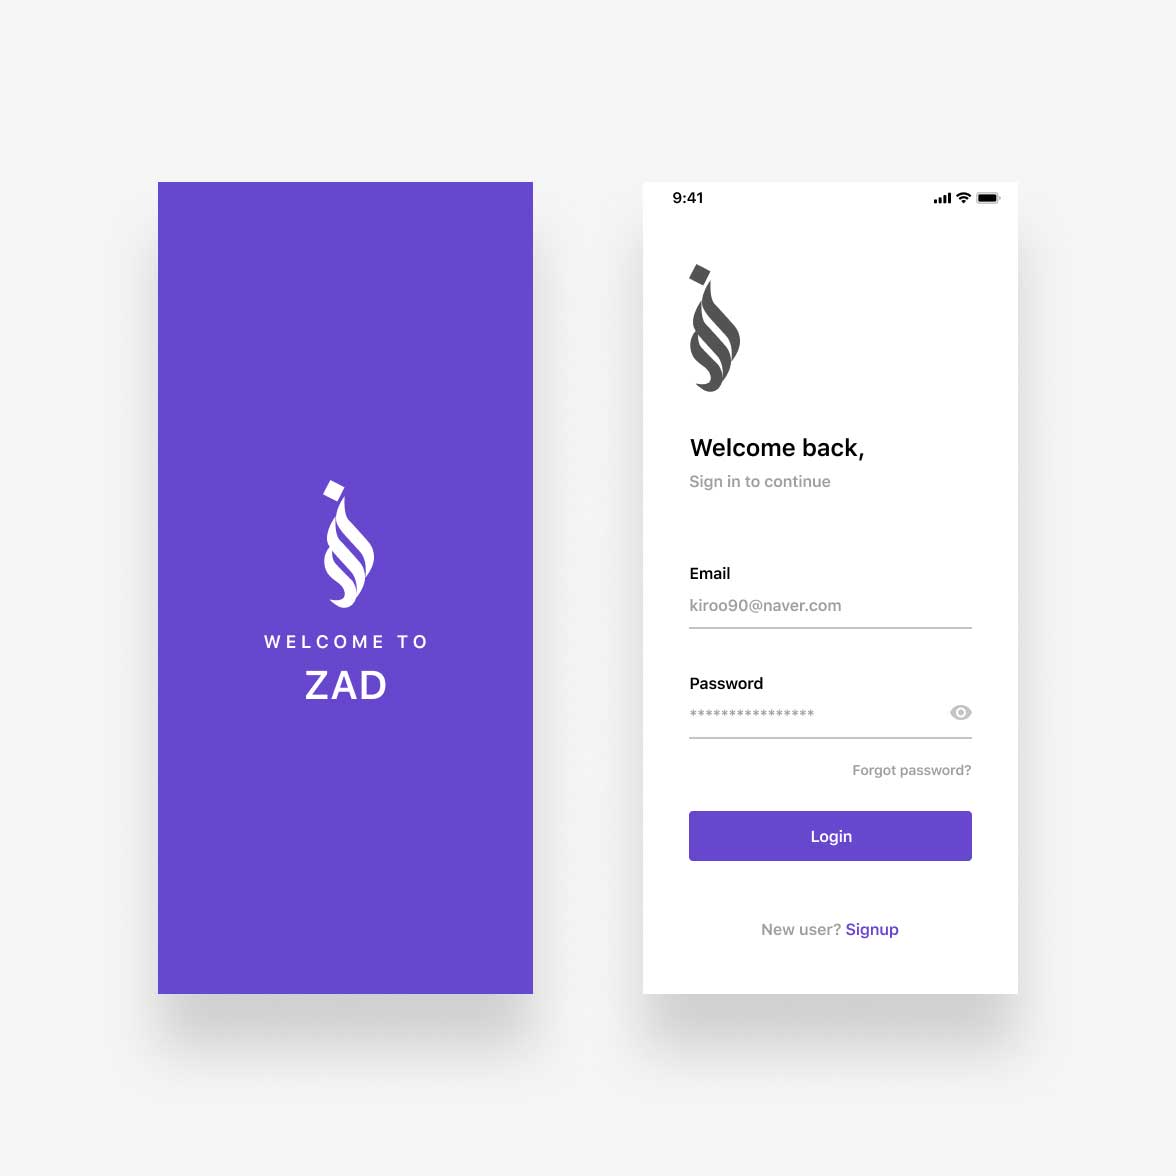 WELCOME TO
ZAD
9:41
Welcome back,
Sign in to continue
Email
kiroo90@naver.com
Password
****************
Forgot password?
Login
New user? Signup